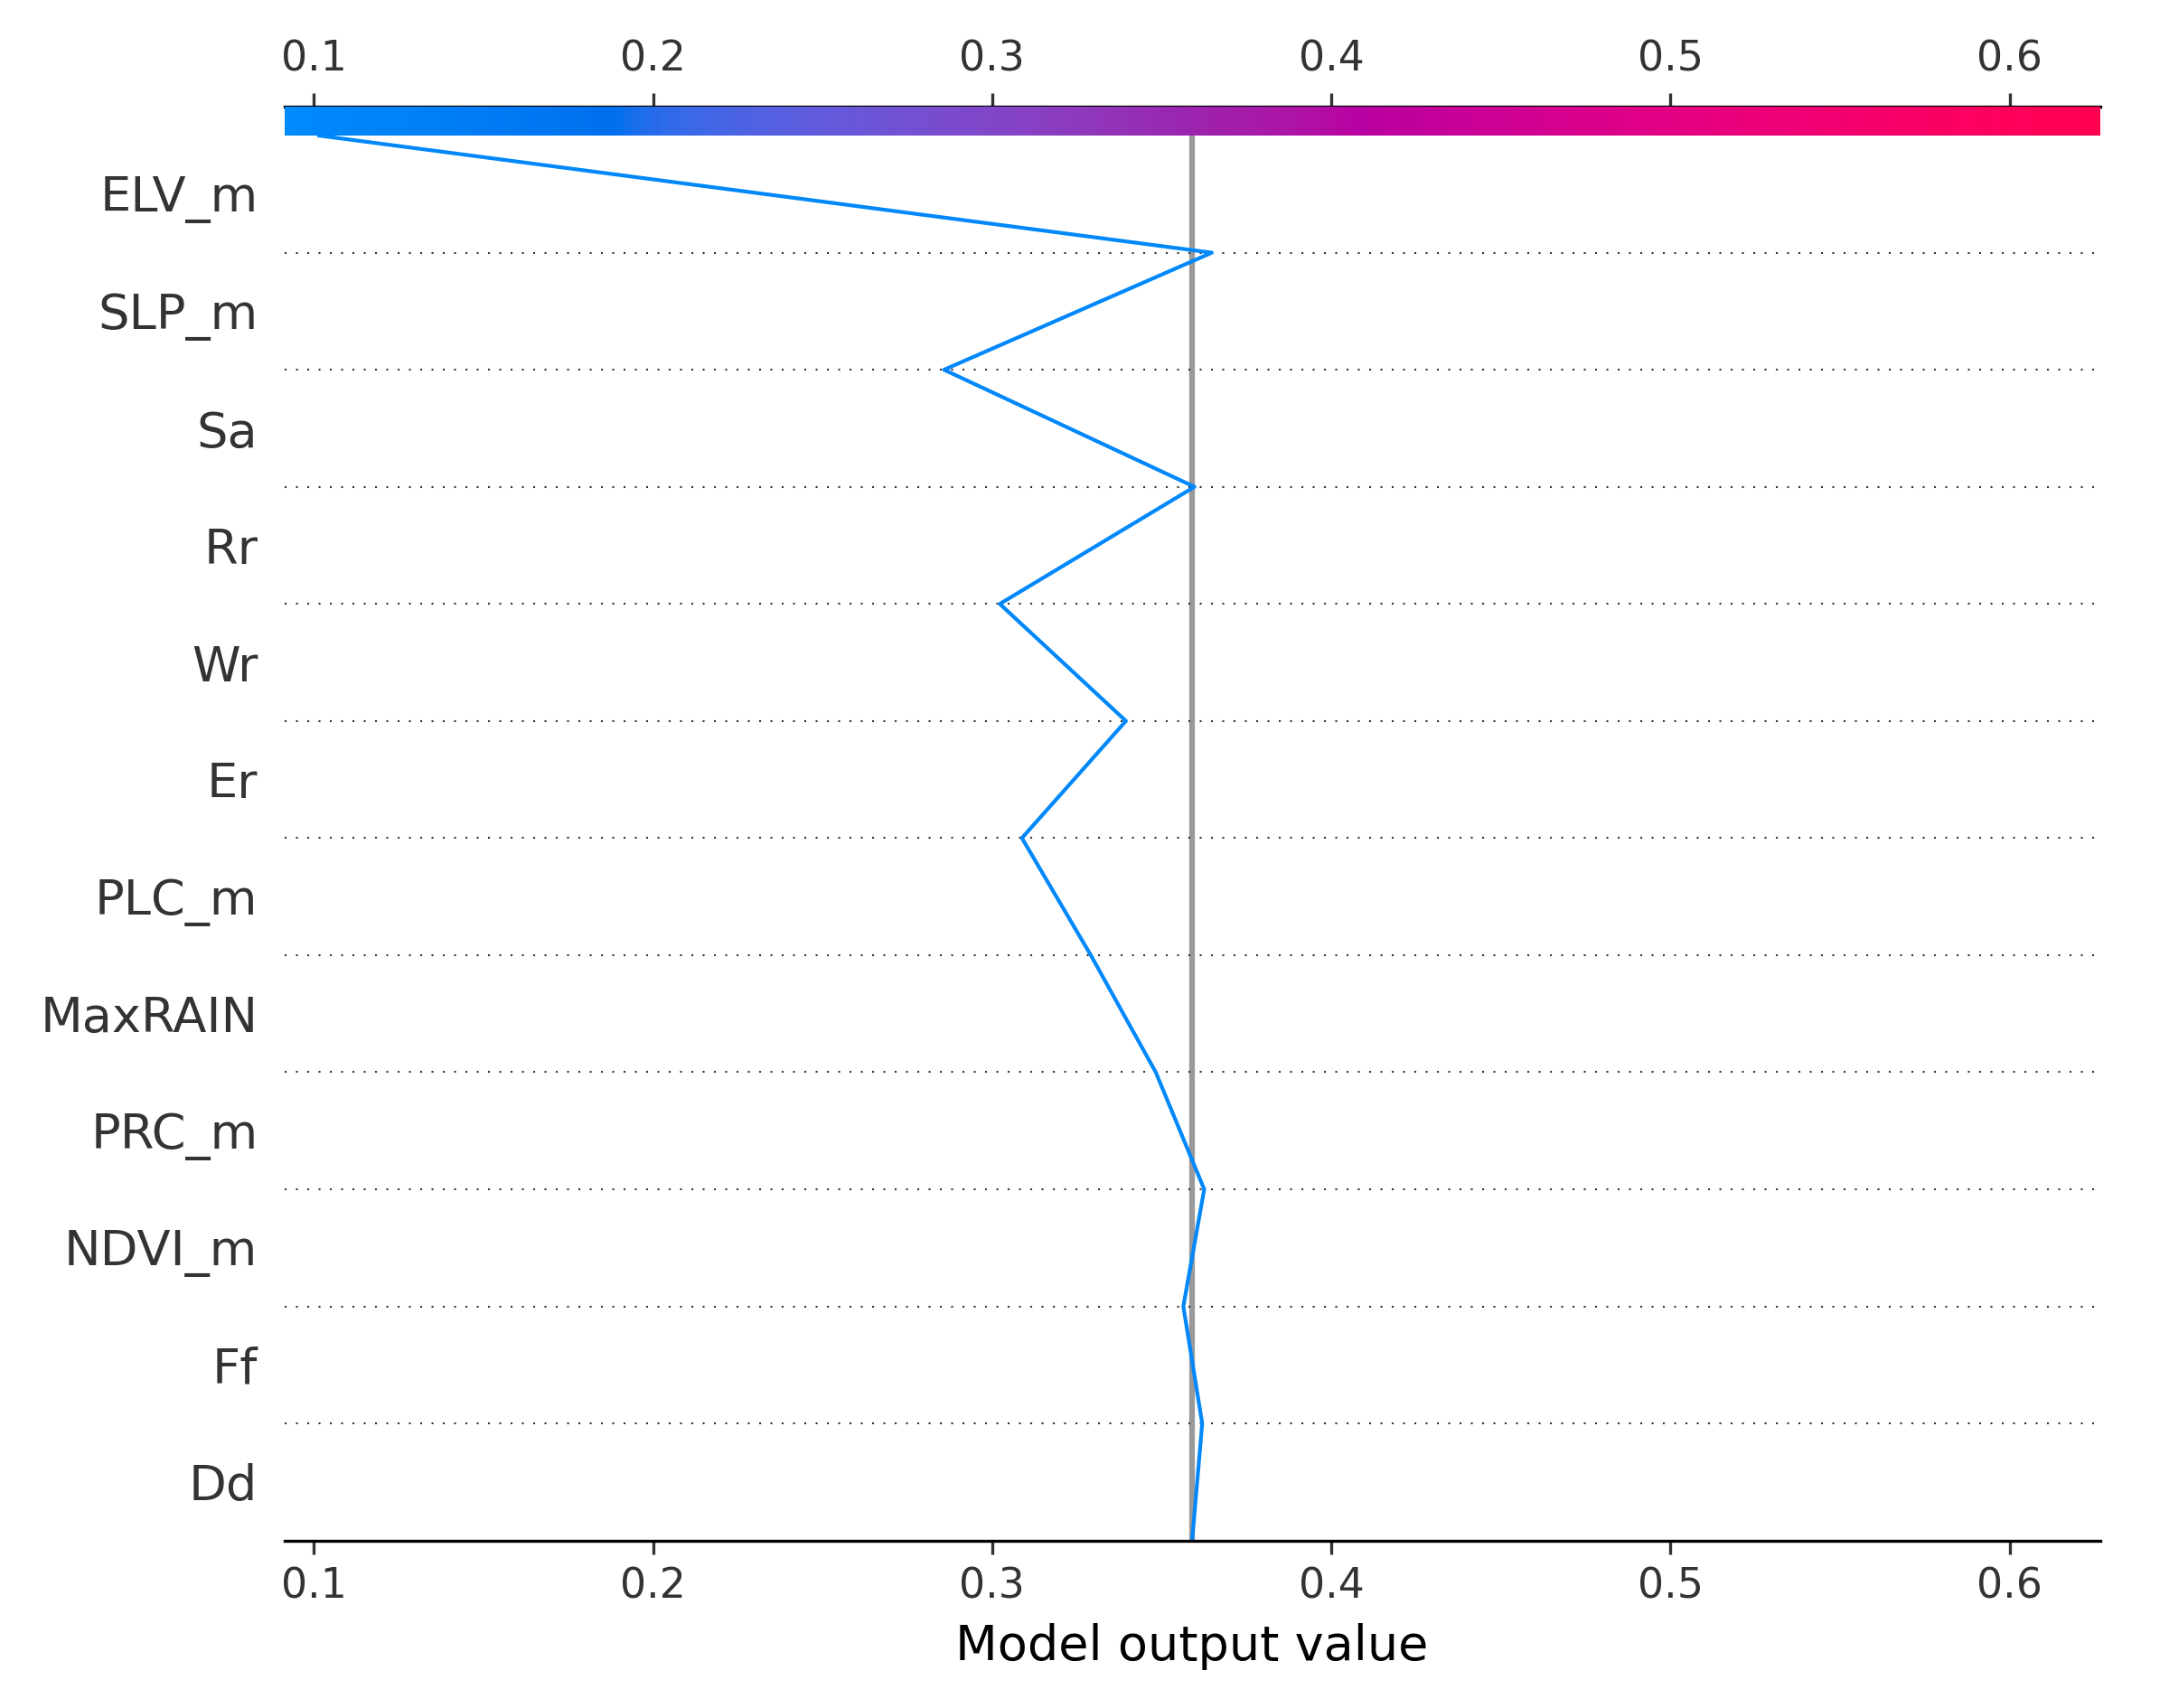 0.1 0.2 0.3 0.4 0.5 0.6
ELV_m
SLP_m
Sa
Rr
Wr
Er
PLC_m
MaxRAIN
PRC_m
NDVI_m
Ff
Dd
0.1 0.2 0.3 0.4 0.5 0.6
Model output value